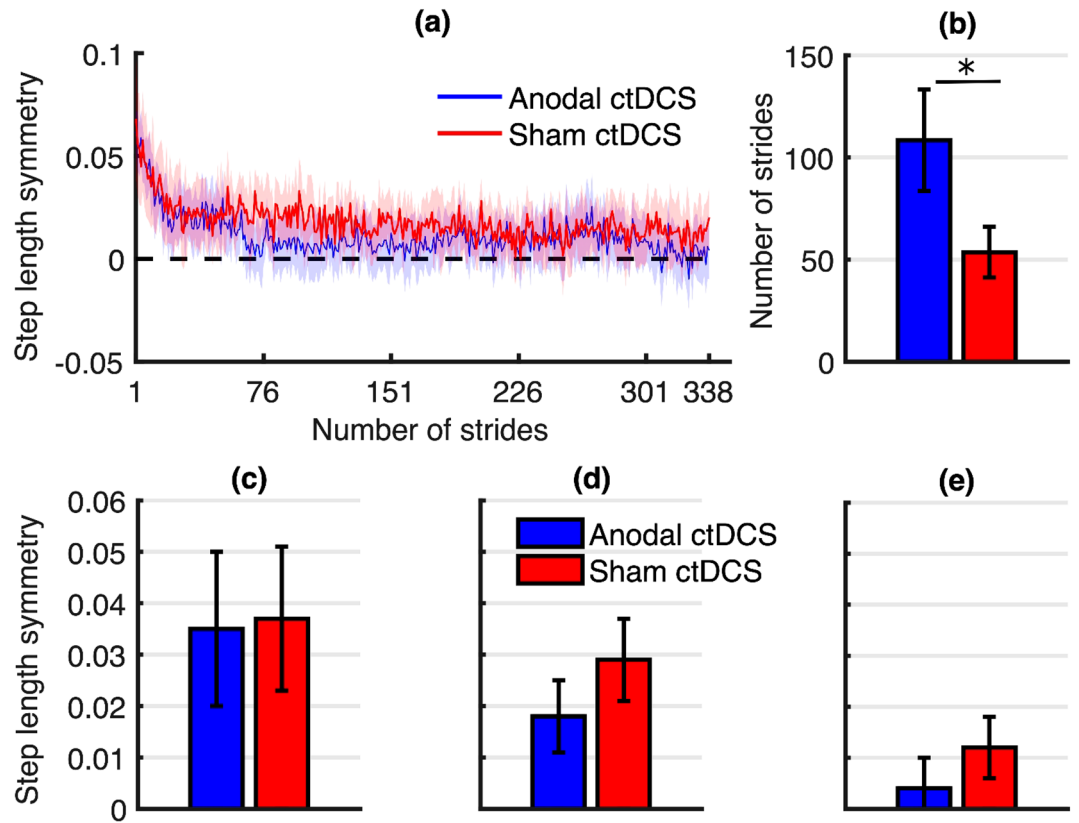 (a)
Step length symmetry
0.1
0.05
0
-0.05
Anodal ctDCS
Sham ctDCS
1 76 151 226 301 338
Number of strides
(b)
Number of strides
150
100
50
0
*
(c)
Step length symmetry
0.06
0.05
0.04
0.03
0.02
0.01
0
(d)
Anodal ctDCS
Sham ctDCS
(e)